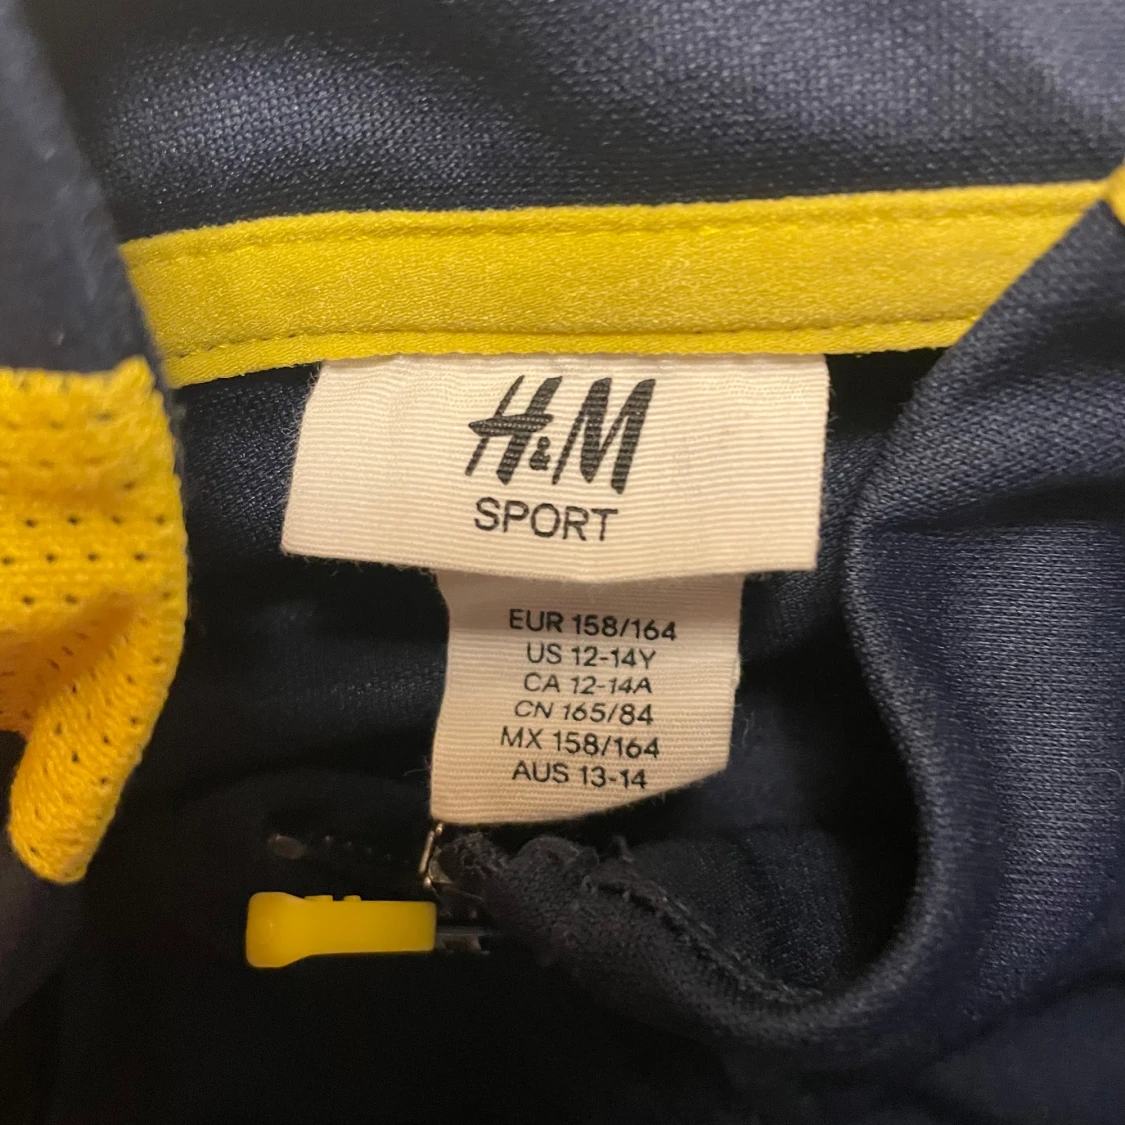 H&M
SPORT
EUR 158/164
US 12-14Y
CA 12-14A
CN 165/84
MX 158/164
AUS 13-14